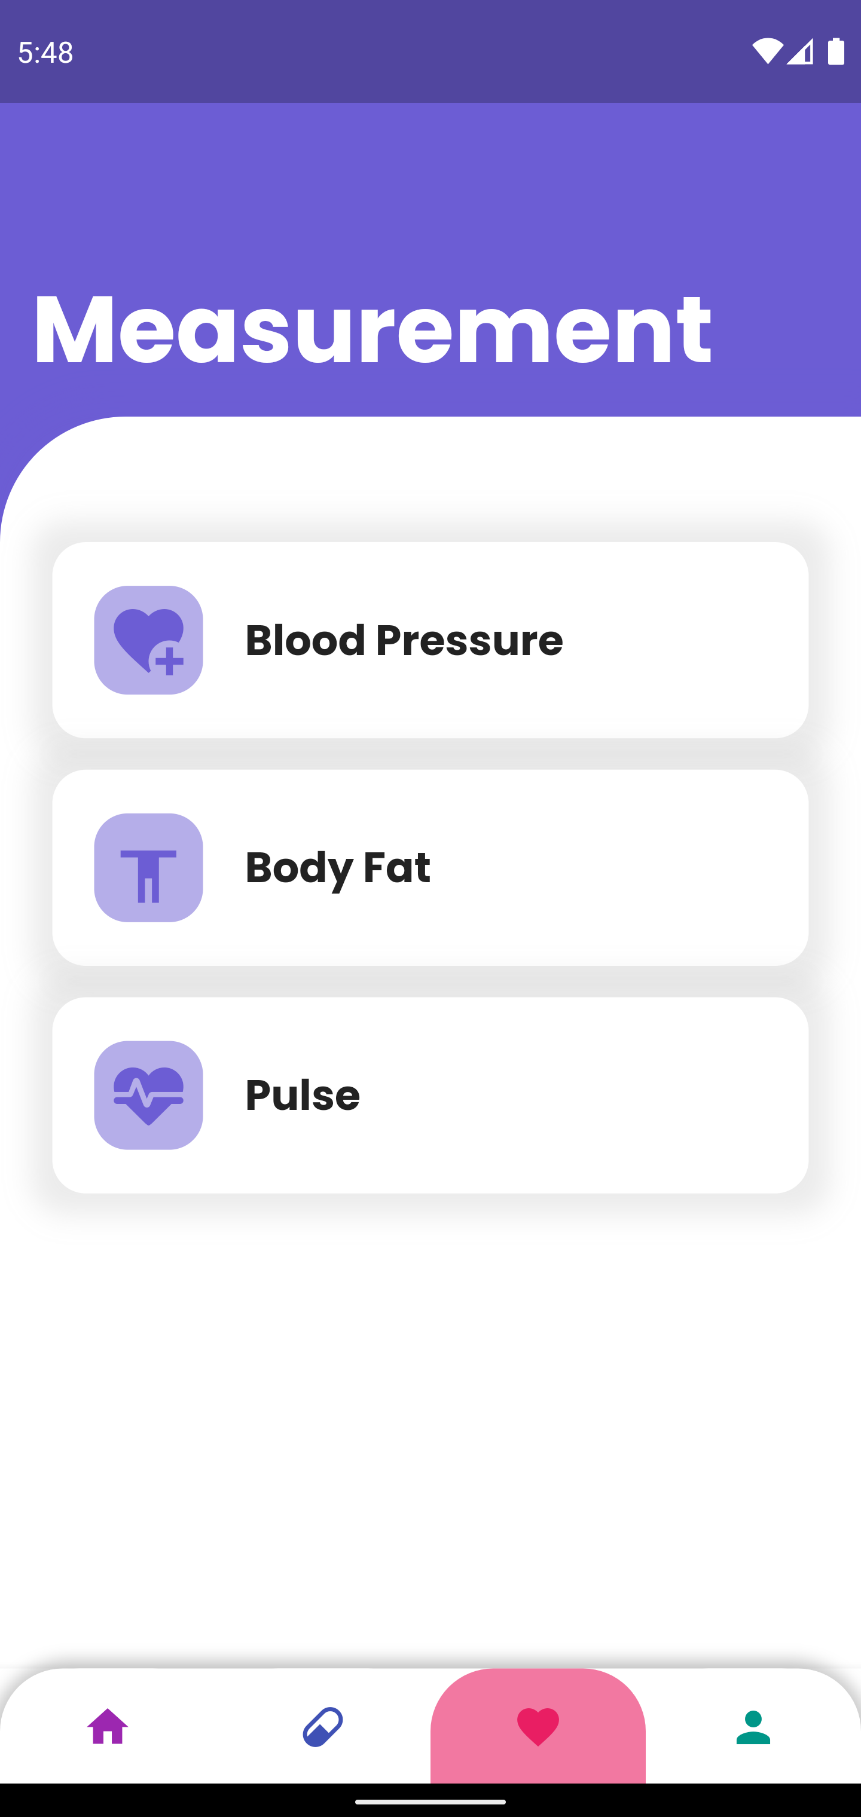 5:48
Measurement
Blood Pressure
Body Fat
Pulse